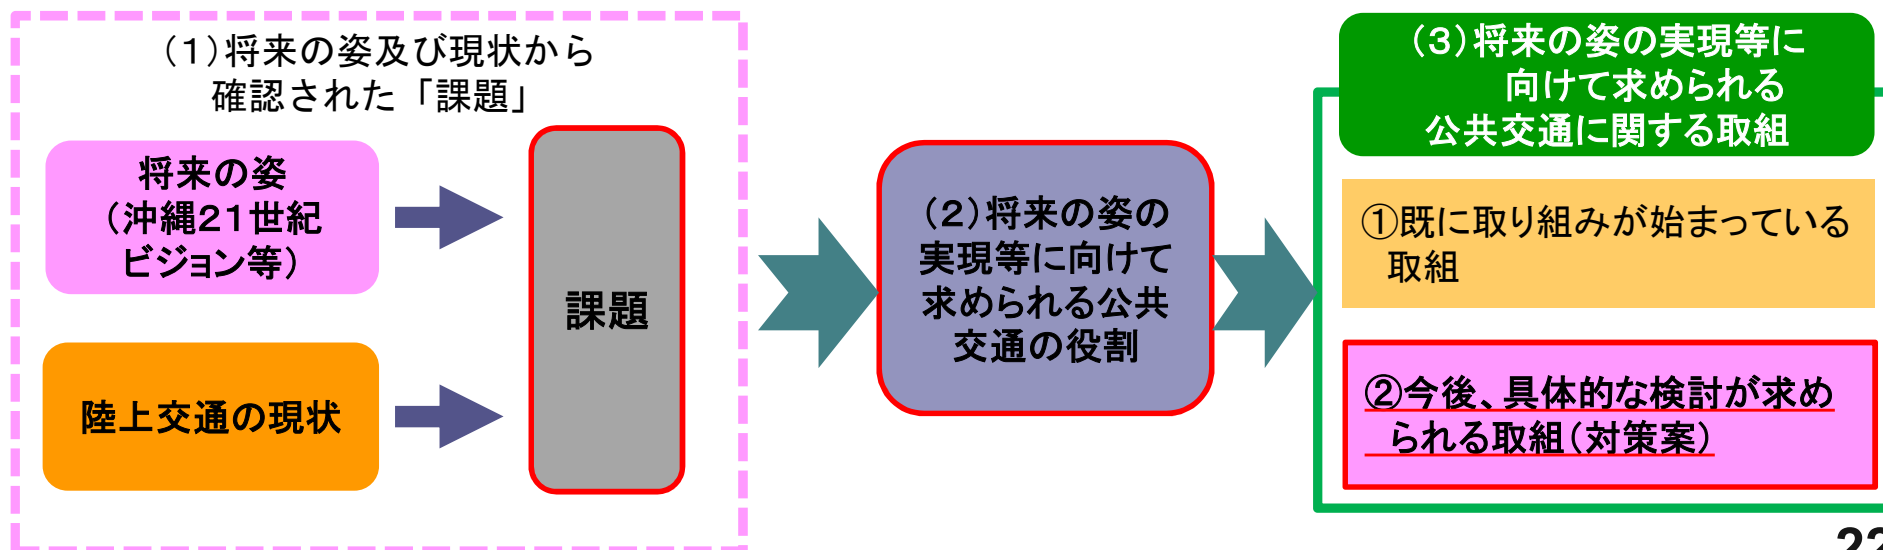 （１）将来の姿及び現状から
確認された「課題」
将来の姿
（沖縄２１世紀
ビジョン等）
陸上交通の現状
課題
（２）将来の姿の
実現等に向けて
求められる公共
交通の役割
（３）将来の姿の実現等に
向けて求められる
公共交通に関する取組
①既に取り組みが始まっている
取組
②今後、具体的な検討が求め
られる取組（対策案）
22